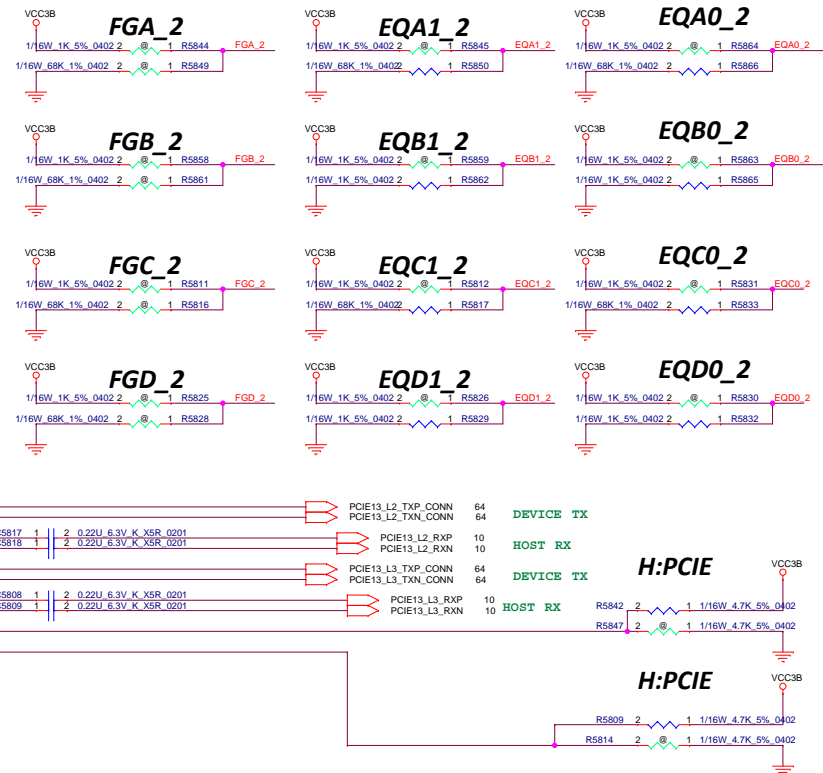 VCC3B
FGA_2
1/16W_1K_5%_0402 2 @ 1 R5844 FGA_2
1/16W_68K_1%_0402 2 @ 1 R5849
VCC3B
EQA1_2
1/16W_1K_5%_0402 2 @ 1 R5845 EQA1_2
1/16W_68K_1%_0402 2 1 R5850
VCC3B
EQA0_2
1/16W_1K_5%_0402 2 @ 1 R5864 EQA0_2
1/16W_68K_1%_0402 2 1 R5866
VCC3B
FGB_2
1/16W_1K_5%_0402 2 @ 1 R5858 FGB_2
1/16W_68K_1%_0402 2 @ 1 R5861
VCC3B
EQB1_2
1/16W_1K_5%_0402 2 @ 1 R5859 EQB1_2
1/16W_1K_5%_0402 2 1 R5862
VCC3B
EQB0_2
1/16W_1K_5%_0402 2 @ 1 R5863 EQB0_2
1/16W_1K_5%_0402 2 1 R5865
VCC3B
FGC_2
1/16W_1K_5%_0402 2 @ 1 R5811 FGC_2
1/16W_68K_1%_0402 2 @ 1 R5816
VCC3B
EQC1_2
1/16W_1K_5%_0402 2 @ 1 R5812 EQC1_2
1/16W_68K_1%_0402 2 1 R5817
VCC3B
EQC0_2
1/16W_1K_5%_0402 2 @ 1 R5831 EQC0_2
1/16W_68K_1%_0402 2 1 R5833
VCC3B
FGD_2
1/16W_1K_5%_0402 2 @ 1 R5825 FGD_2
1/16W_68K_1%_0402 2 @ 1 R5828
VCC3B
EQD1_2
1/16W_1K_5%_0402 2 @ 1 R5826 EQD1_2
1/16W_1K_5%_0402 2 1 R5829
VCC3B
EQD0_2
1/16W_1K_5%_0402 2 @ 1 R5830 EQD0_2
1/16W_1K_5%_0402 2 1 R5832
PCIE13_L2_TXP_CONN 64
PCIE13_L2_TXN_CONN 64
DEVICE TX
5817 1 2 0.22U_6.3V_K_X5R_0201 PCIE13_L2_RXP 10
5818 1 2 0.22U_6.3V_K_X5R_0201 PCIE13_L2_RXN 10
HOST RX
PCIE13_L3_TXP_CONN 64
PCIE13_L3_TXN_CONN 64
DEVICE TX
5808 1 2 0.22U_6.3V_K_X5R_0201 PCIE13_L3_RXP 10
5809 1 2 0.22U_6.3V_K_X5R_0201 PCIE13_L3_RXN 10
HOST RX
H:PCIE
VCC3B
R5842 2 1 1/16W_4.7K_5%_0402
R5847 2 @ 1 1/16W_4.7K_5%_0402
H:PCIE
VCC3B
R5809 2 1 1/16W_4.7K_5%_0402
R5814 2 @ 1 1/16W_4.7K_5%_0402